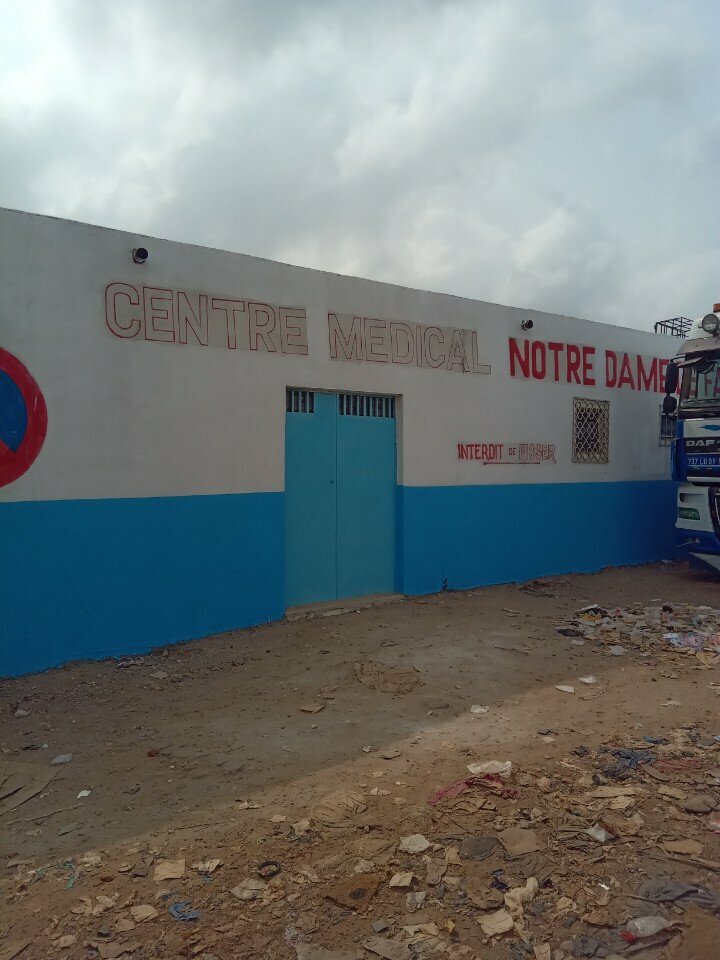 CENTRE MEDICAL NOTRE DAME
INTERDIT DE PISSER
DAF